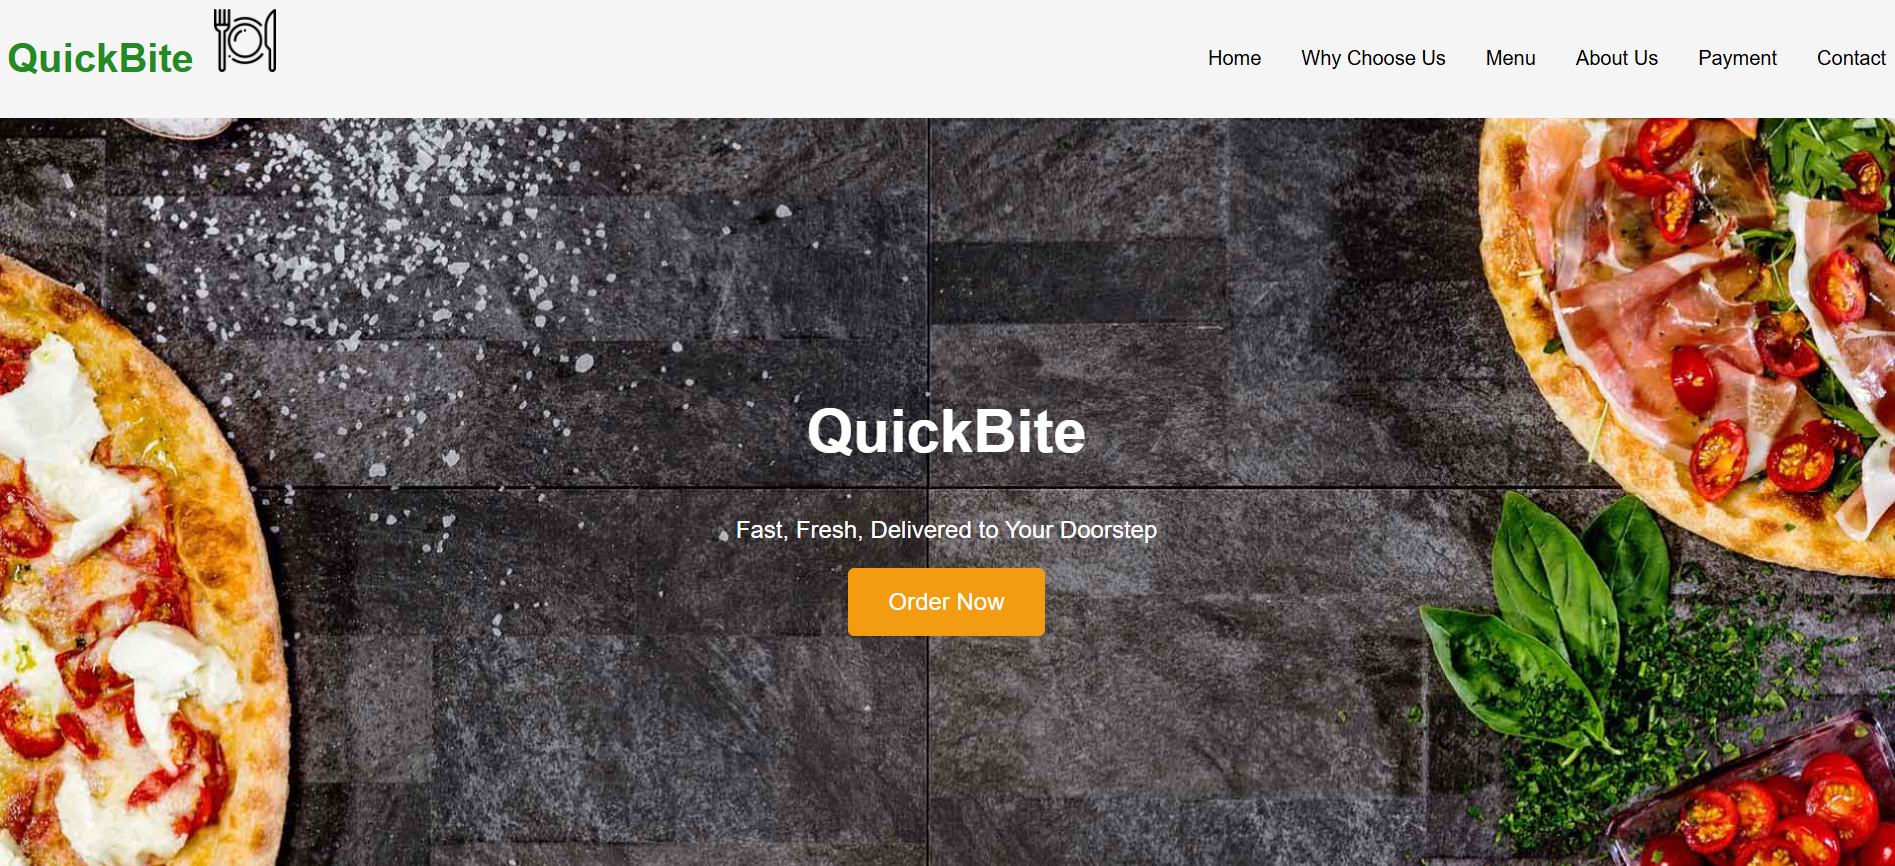 QuickBite
Home Why Choose Us Menu About Us Payment Contact
QuickBite
Fast, Fresh, Delivered to Your Doorstep
Order Now